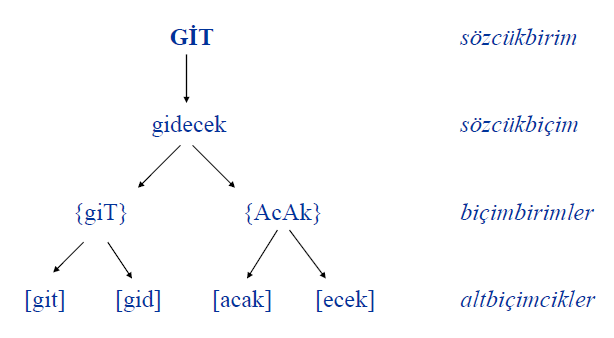 GİT sözcükbirim
gidecek sözcükbiçim
{giT} {AcAk} biçimbirimler
[git] [gid] [acak] [ecek] altbiçimcikler